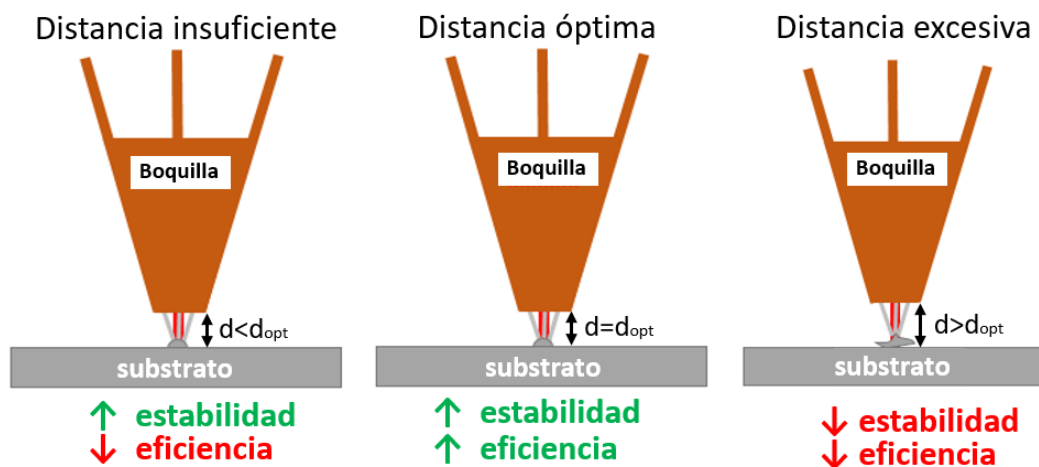 Distancia insuficiente
Boquilla
d<dopt
substrato
↑ estabilidad
↓ eficiencia
Distancia óptima
Boquilla
d=dopt
substrato
↑ estabilidad
↑ eficiencia
Distancia excesiva
Boquilla
d>dopt
substrato
↓ estabilidad
↓ eficiencia